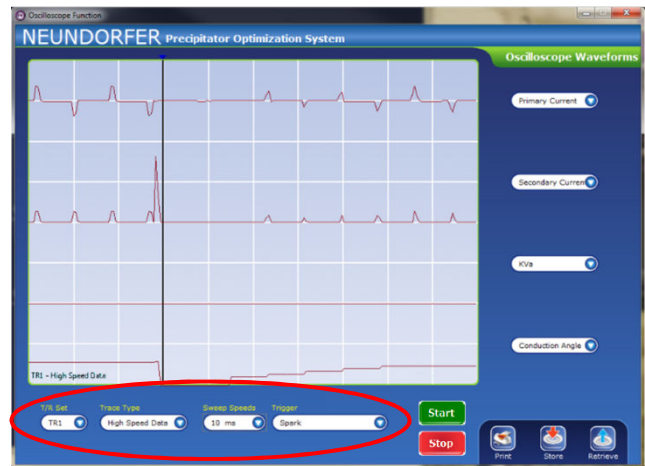 Oscilloscope Function
NEUNDORFER Precipitator Optimization System
Oscilloscope Waveforms
Primary Current
Secondary Curren
KVa
Conduction Angle
TR1 - High Speed Data
T/R Set Trace Type Sweep Speeds Trigger
TR1 High Speed Data 10 ms Spark
Start
Stop
Print Store Retrieve